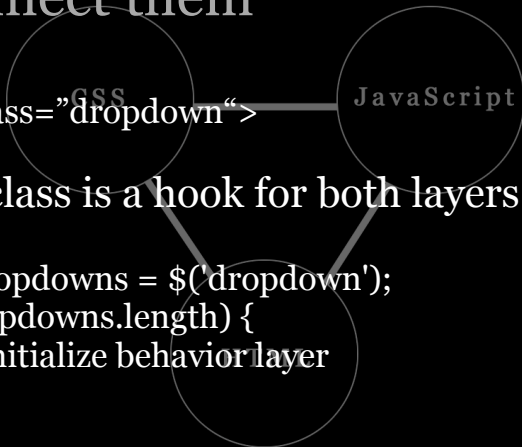 nect them
CSS
JavaScript
ass=”dropdown“>
class is a hook for both layers
opdowns = $('dropdown');
pdowns.length) {
nitialize behavior layer
HTML